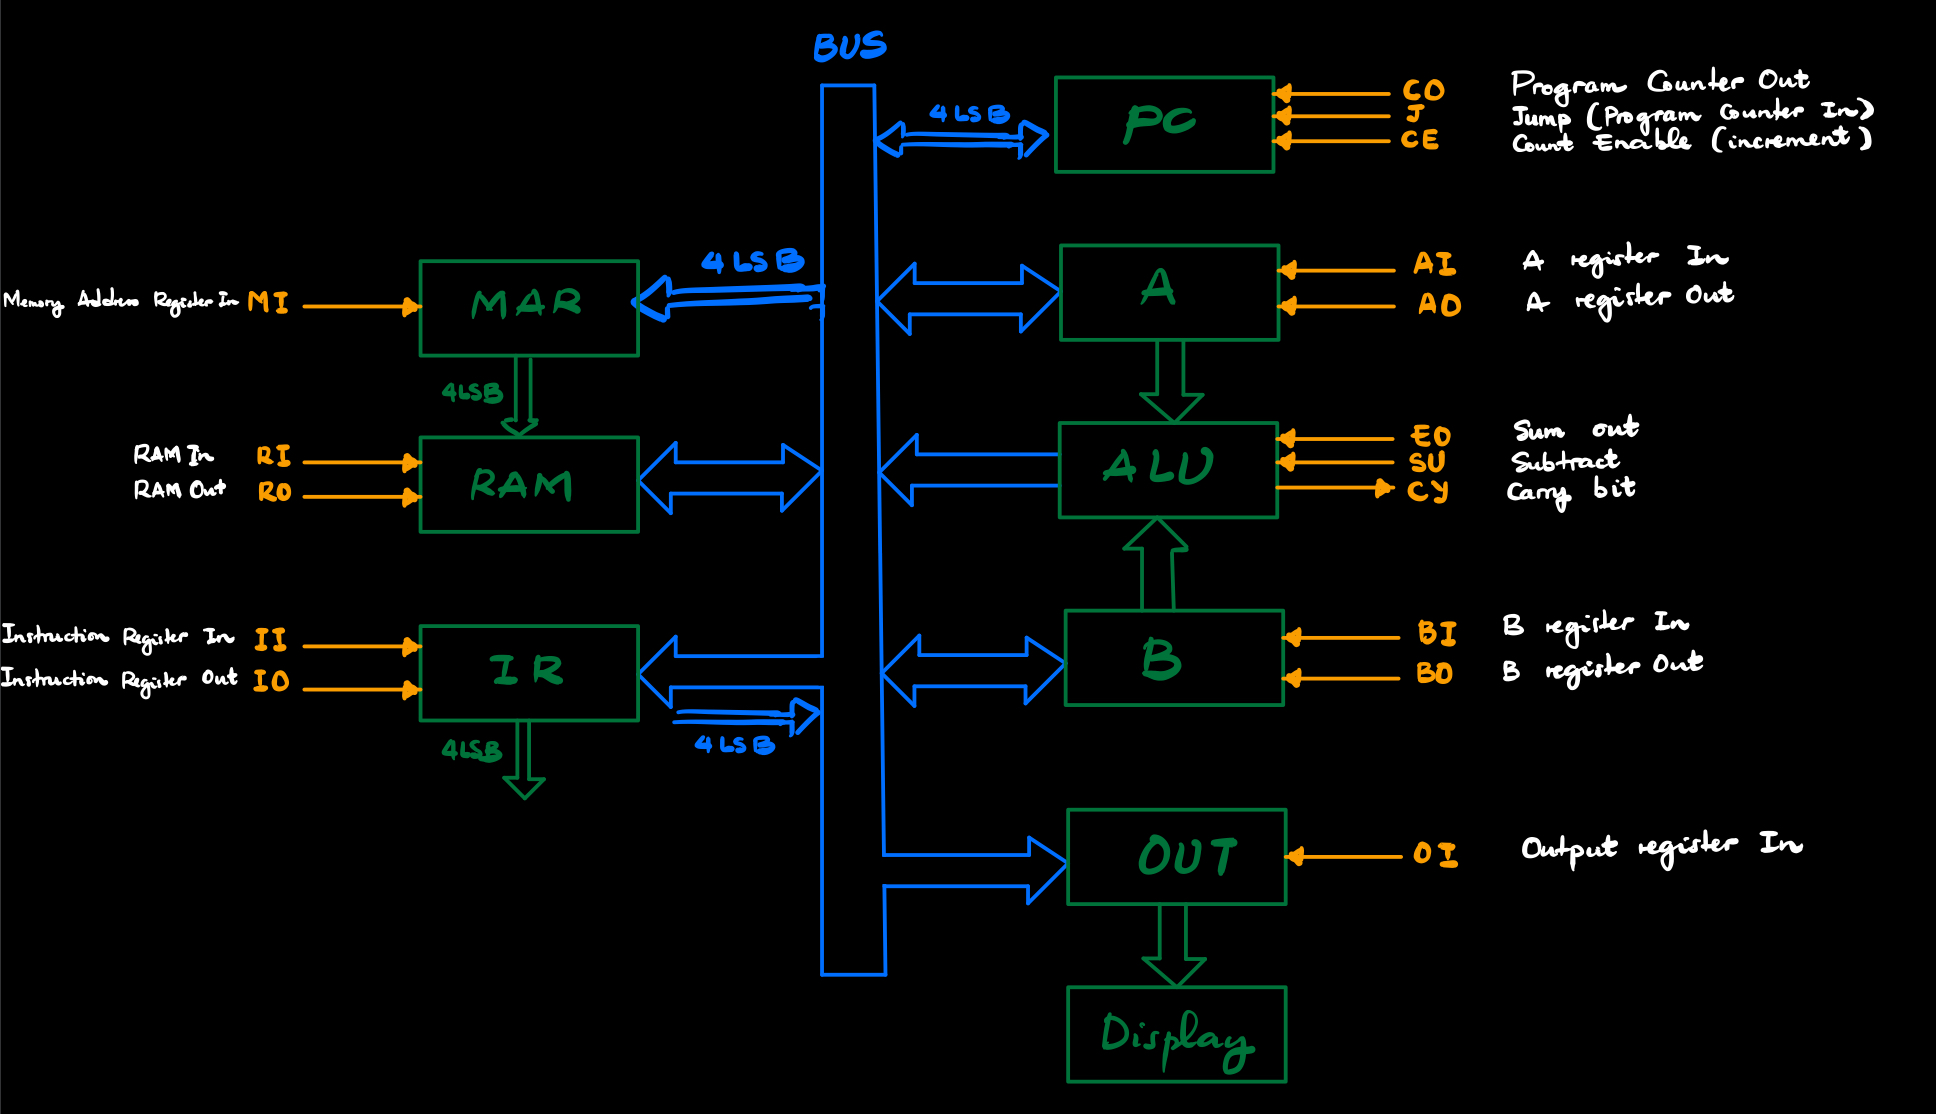 BUS
4 LSB
PC
CO Program Counter Out
J Jump (Program Counter In)
CE Count Enable (increment)
4 LSB
Memory Address Register In MI
MAR
A
AI A register In
AO A register Out
4LSB
RAM In RI
RAM Out RO
RAM
ALU
EO Sum out
SU Subtract
CY Carry bit
Instruction Register In II
Instruction Register Out IO
IR
4 LSB
4LSB
B
BI B register In
BO B register Out
OUT
OI Output register In
Display